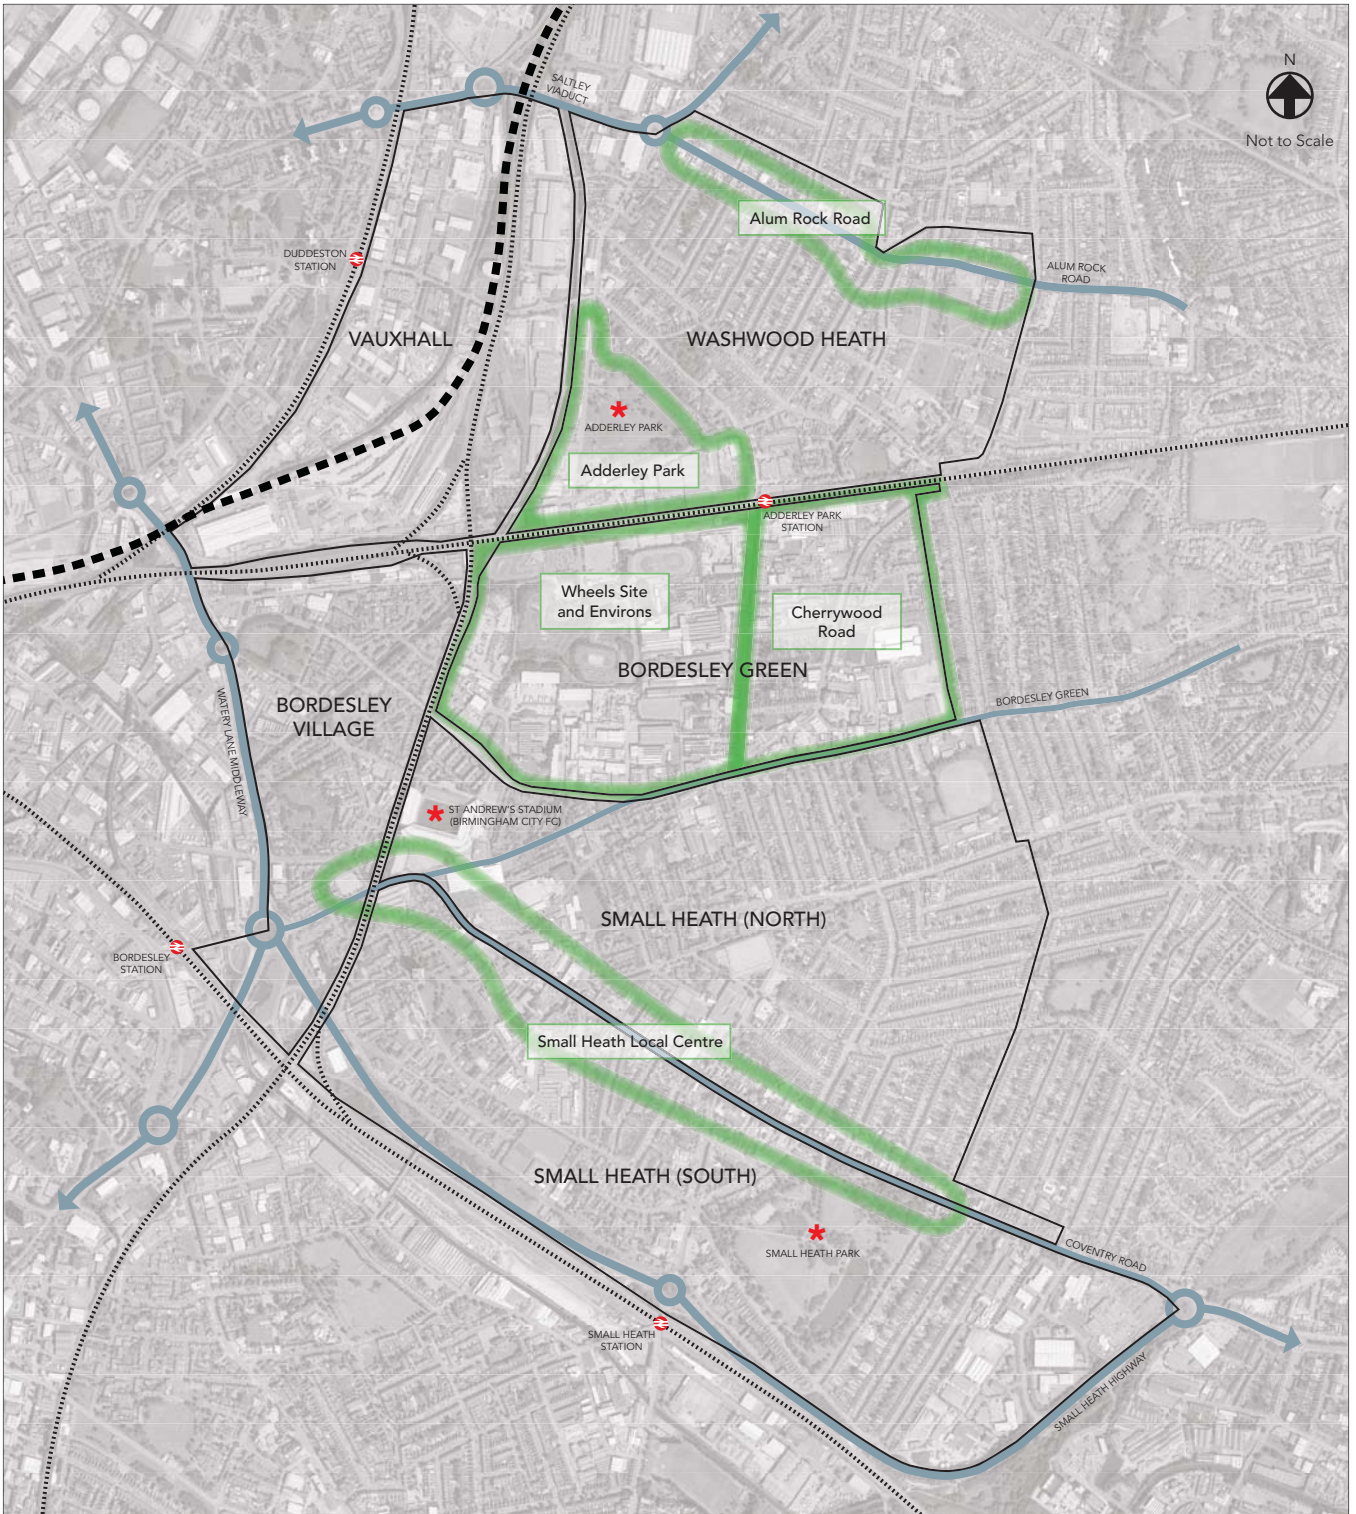 N
Not to Scale
SALTLEY
VIADUCT
Alum Rock Road
DUDDESTON
STATION
ALUM ROCK
ROAD
VAUXHALL
WASHWOOD HEATH
ADDERLEY PARK
Adderley Park
ADDERLEY PARK
STATION
Wheels Site
and Environs
Cherrywood
Road
BORDESLEY GREEN
BORDESLEY GREEN
BORDESLEY
VILLAGE
WATERY LANE MIDDLEWAY
ST ANDREW'S STADIUM
(BIRMINGHAM CITY FC)
SMALL HEATH (NORTH)
BORDESLEY
STATION
Small Heath Local Centre
SMALL HEATH (SOUTH)
SMALL HEATH PARK
COVENTRY ROAD
SMALL HEATH
STATION
SMALL HEATH HIGHWAY